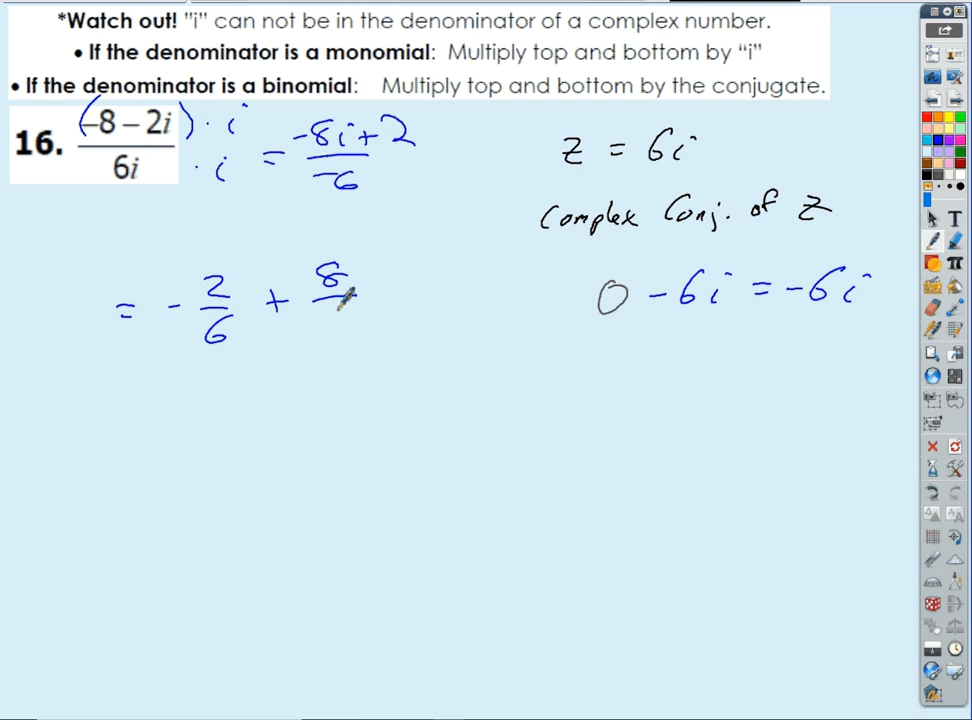 *Watch out! "i" can not be in the denominator of a complex number.
• If the denominator is a monomial: Multiply top and bottom by “i”
• If the denominator is a binomial: Multiply top and bottom by the conjugate.
16. (-8 – 2i) / 6i · i / · i = -8i + 2 / -6
z = 6i
Complex Conj. of z
= - 2/6 + 8/
0 - 6i = -6i